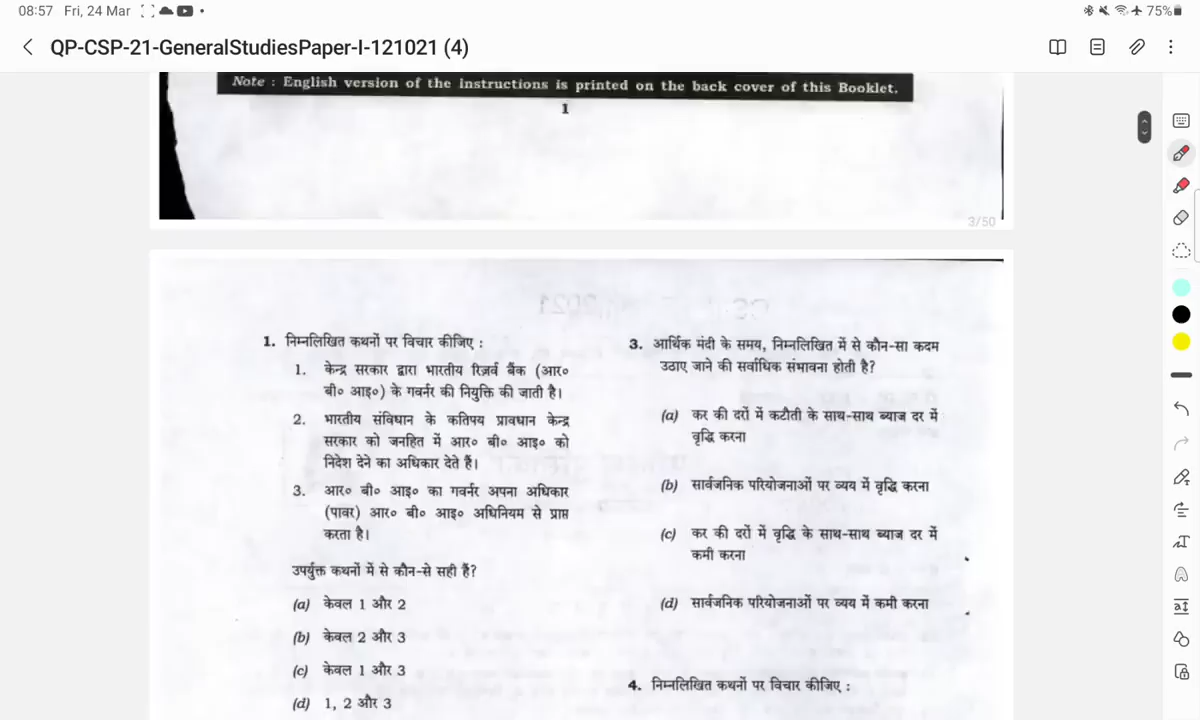 08:57 Fri, 24 Mar
75%
QP-CSP-21-GeneralStudiesPaper-I-121021 (4)
Note : English version of the instructions is printed on the back cover of this Booklet.
1
3/50
1. निम्नलिखित कथनों पर विचार कीजिए :
1. केन्द्र सरकार द्वारा भारतीय रिज़र्व बैंक (आर०
बी० आइ०) के गवर्नर की नियुक्ति की जाती है।
2. भारतीय संविधान के कतिपय प्रावधान केन्द्र
सरकार को जनहित में आर० बी० आइ० को
निदेश देने का अधिकार देते हैं।
3. आर० बी० आइ० का गवर्नर अपना अधिकार
(पावर) आर० बी० आइ० अधिनियम से प्राप्त
करता है।
उपर्युक्त कथनों में से कौन-से सही हैं?
(a) केवल 1 और 2
(b) केवल 2 और 3
(c) केवल 1 और 3
(d) 1, 2 और 3
3. आर्थिक मंदी के समय, निम्नलिखित में से कौन-सा कदम
उठाए जाने की सर्वाधिक संभावना होती है?
(a) कर की दरों में कटौती के साथ-साथ ब्याज दर में
वृद्धि करना
(b) सार्वजनिक परियोजनाओं पर व्यय में वृद्धि करना
(c) कर की दरों में वृद्धि के साथ-साथ ब्याज दर में
कमी करना
(d) सार्वजनिक परियोजनाओं पर व्यय में कमी करना
4. निम्नलिखित कथनों पर विचार कीजिए :